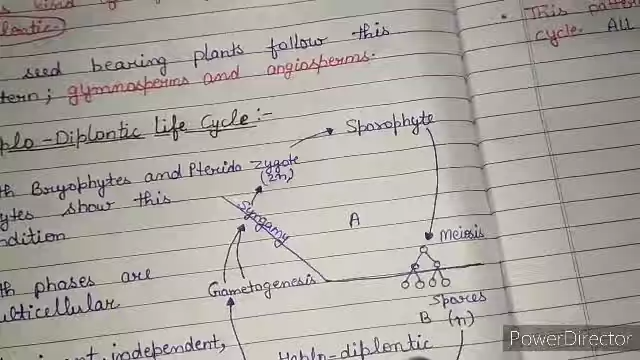 seed bearing plants follow this
tern; gymnosperms and angiosperms.
plo-Diplontic Life Cycle:-
Sporophyte
Zygote
(2n)
th Bryophytes and Pterido
ytes show this
ndition
Syngamy
A
Meiosis
th phases are
ulticellular.
Gametogenesis
Spores
B (n)
independent,
Haplo-diplontic
This
cycle. All
PowerDirector